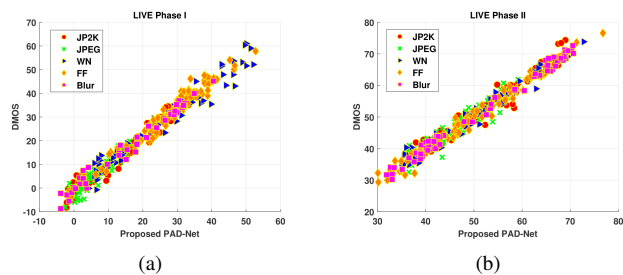 LIVE Phase I
70
60
50
40
30
20
10
0
-10
DMOS
JP2K
JPEG
WN
FF
Blur
-10 0 10 20 30 40 50 60
Proposed PAD-Net
(a)
LIVE Phase II
80
70
60
50
40
30
20
DMOS
JP2K
JPEG
WN
FF
Blur
30 40 50 60 70 80
Proposed PAD-Net
(b)